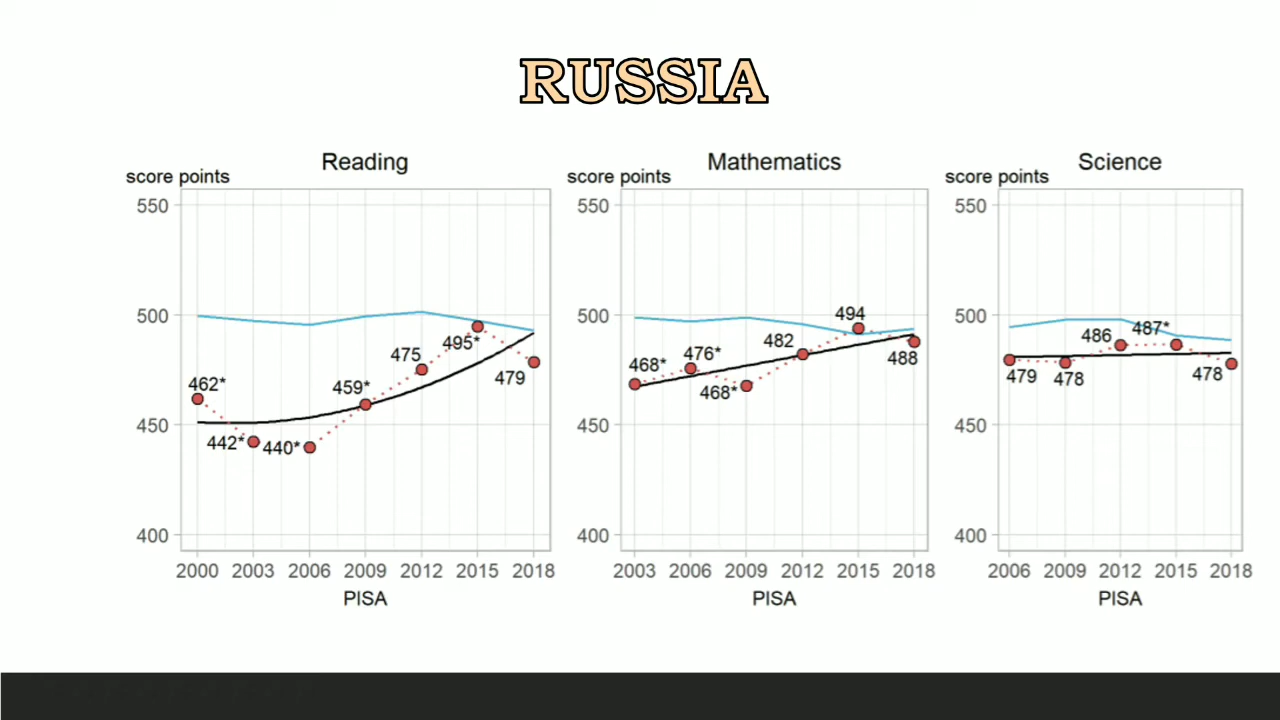 RUSSIA
Reading
score points
550
500
450
400
462*
442*
440*
459*
475
495*
479
2000 2003 2006 2009 2012 2015 2018
PISA
Mathematics
score points
550
500
450
400
468*
476*
468*
482
494
488
2003 2006 2009 2012 2015 2018
PISA
Science
score points
550
500
450
400
479
478
486
487*
478
2006 2009 2012 2015 2018
PISA